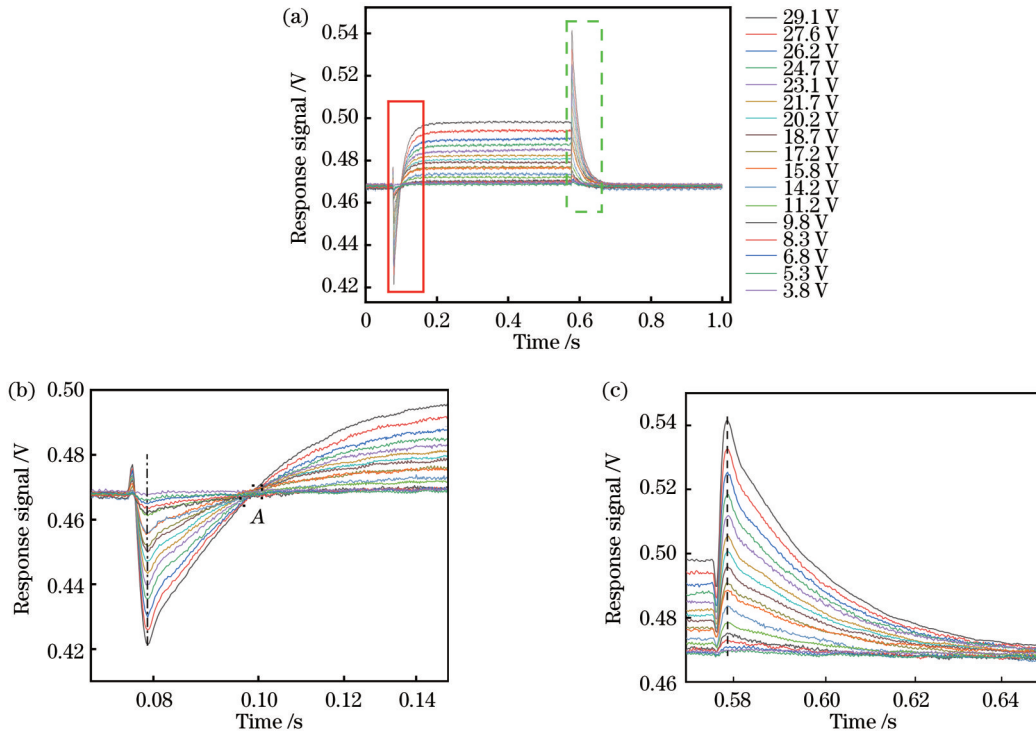 (a)
Response signal /V
0.54
0.52
0.50
0.48
0.46
0.44
0.42
0
0.2
0.4
0.6
0.8
1.0
Time /s
29.1 V
27.6 V
26.2 V
24.7 V
23.1 V
21.7 V
20.2 V
18.7 V
17.2 V
15.8 V
14.2 V
11.2 V
9.8 V
8.3 V
6.8 V
5.3 V
3.8 V
(b)
Response signal /V
0.50
0.48
0.46
0.44
0.42
A
0.08
0.10
0.12
0.14
Time /s
(c)
Response signal /V
0.54
0.52
0.50
0.48
0.46
0.58
0.60
0.62
0.64
Time /s